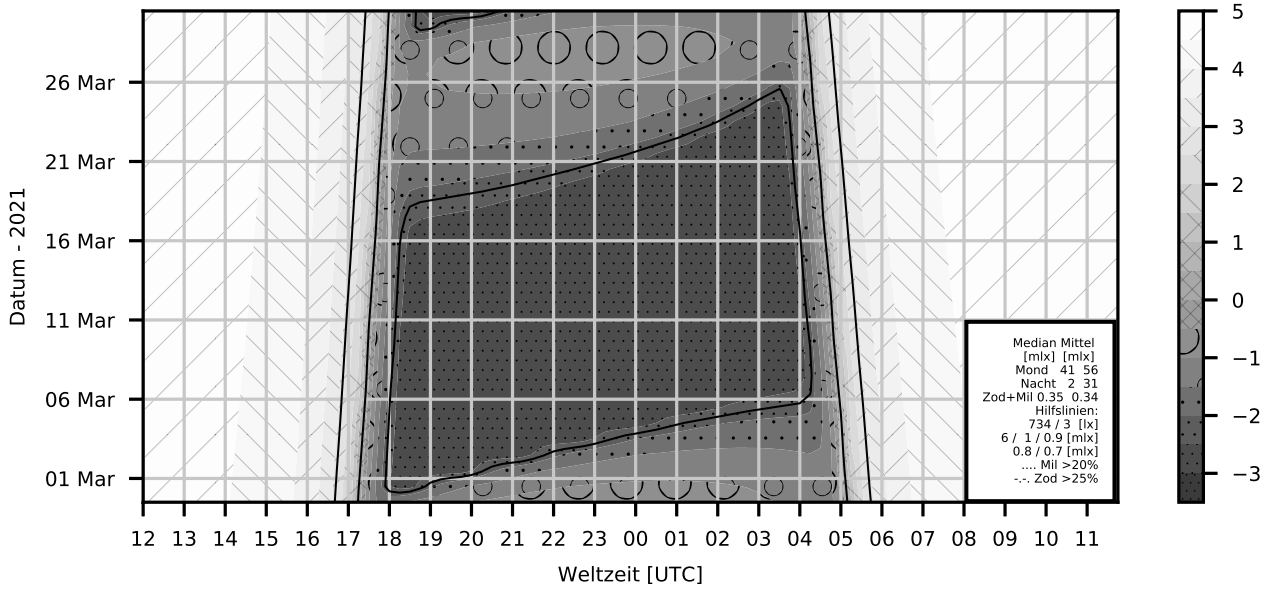 5
26 Mar
4
21 Mar
3
16 Mar
2
11 Mar
1
06 Mar
0
01 Mar
−1
−2
−3
Datum - 2021
Median Mittel
[mlx] [mlx]
Mond 41 56
Nacht 2 31
Zod+Mil 0.35 0.34
Hilfslinien:
734 / 3 [lx]
6 / 1 / 0.9 [mlx]
0.8 / 0.7 [mlx]
.... Mil >20%
-.-. Zod >25%
12 13 14 15 16 17 18 19 20 21 22 23 00 01 02 03 04 05 06 07 08 09 10 11
Weltzeit [UTC]